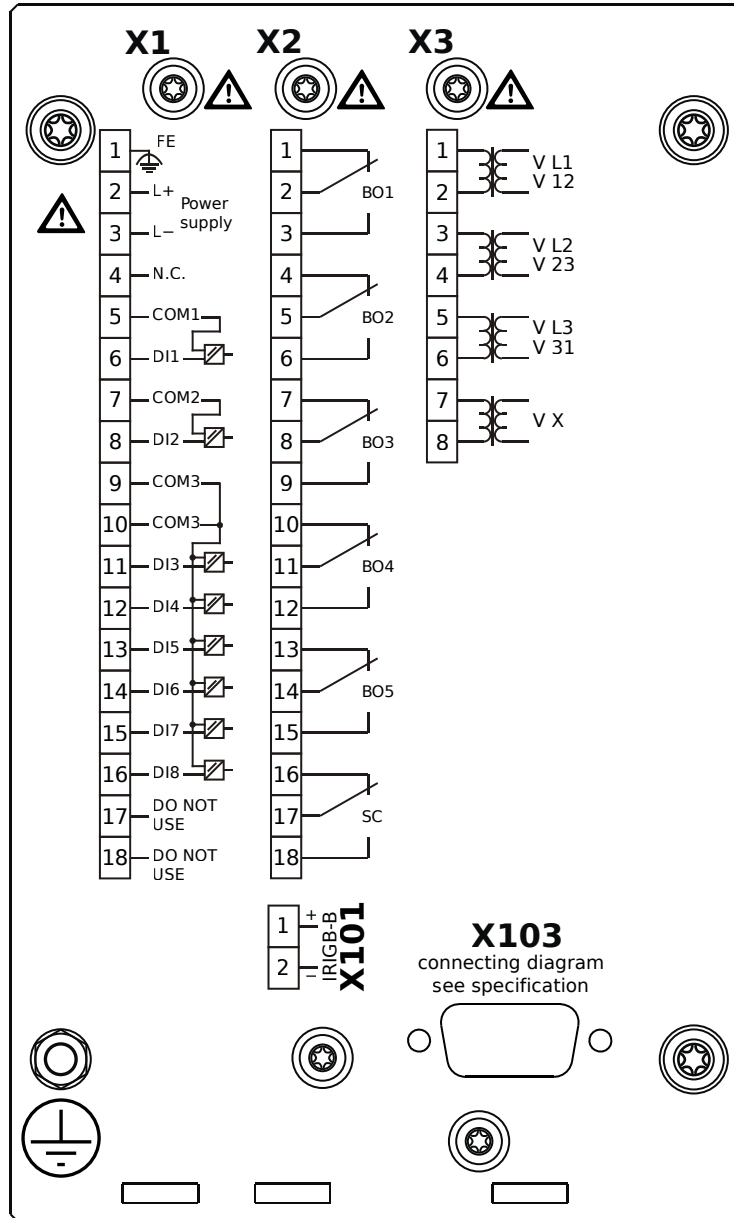 X1 X2 X3
1 FE
2 L+
Power
supply
3 L−
4 N.C.
5 COM1
6 DI1
7 COM2
8 DI2
9 COM3
10 COM3
11 DI3
12 DI4
13 DI5
14 DI6
15 DI7
16 DI8
17 DO NOT
USE
18 DO NOT
USE
1
2 BO1
3
4
5 BO2
6
7
8 BO3
9
10
11 BO4
12
13
14 BO5
15
16
17 SC
18
1 V L1
2 V 12
3 V L2
4 V 23
5 V L3
6 V 31
7 V X
8
1 +
2 −
IRIGB-B
X101
X103
connecting diagram
see specification